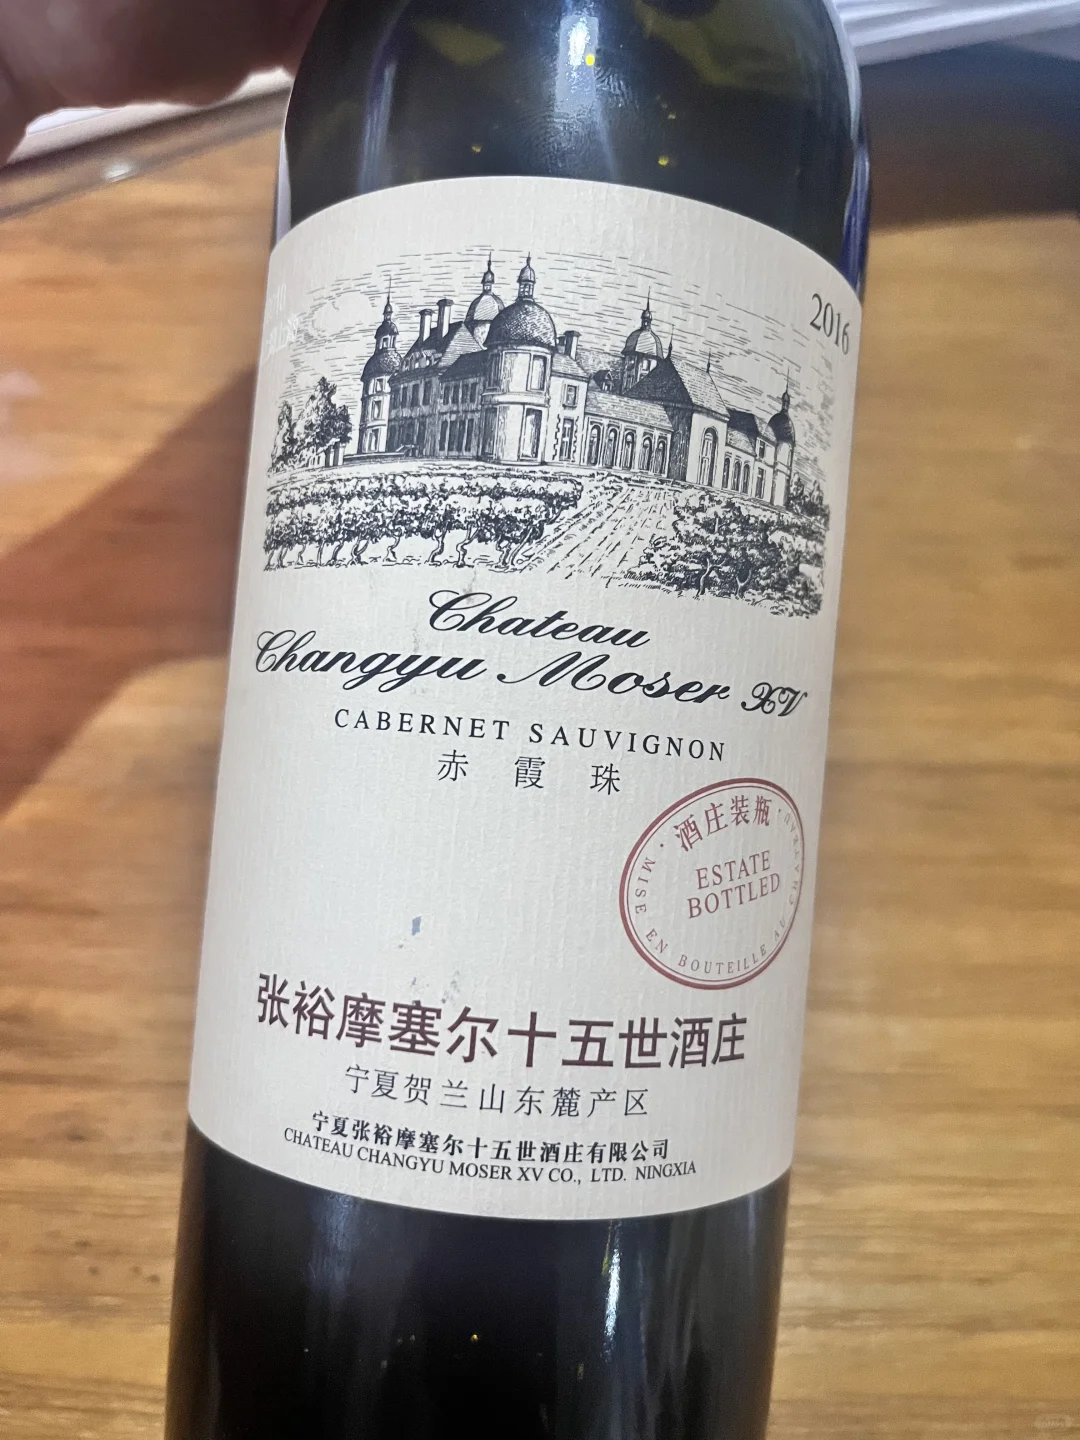 2016
Chateau
Changyu Moser XV
CABERNET SAUVIGNON
赤霞珠
酒庄装瓶
ESTATE
BOTTLED
MISE EN BOUTEILLE AU CHATEAU
张裕摩塞尔十五世酒庄
宁夏贺兰山东麓产区
宁夏张裕摩塞尔十五世酒庄有限公司
CHATEAU CHANGYU MOSER XV CO., LTD. NINGXIA